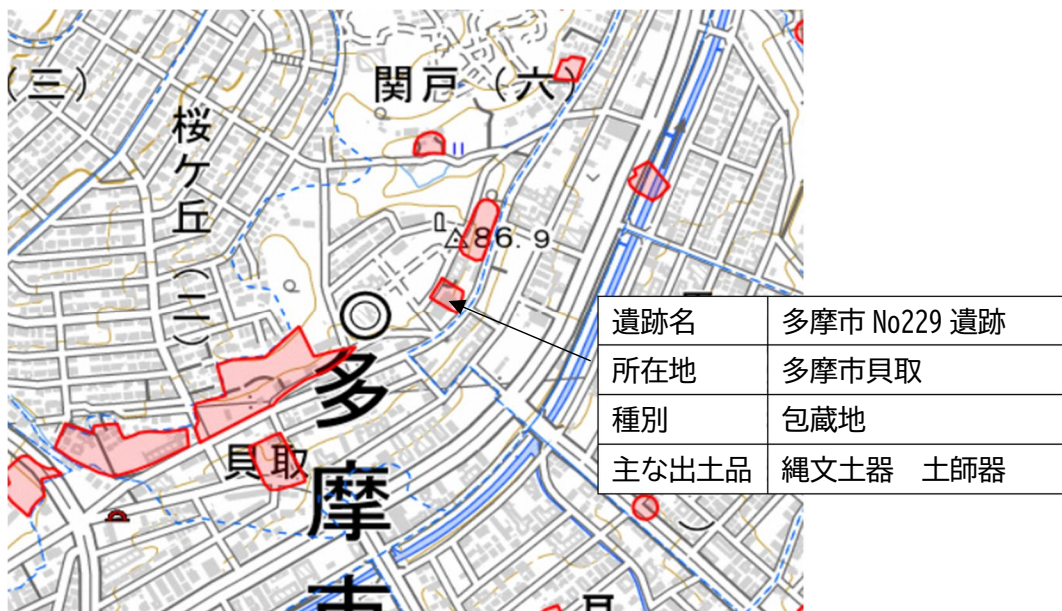 （三）
関戸（六）
桜ケ丘（二）
86.9
多摩市
貝取
遺跡名 多摩市 No229 遺跡
所在地 多摩市貝取
種別 包蔵地
主な出土品 縄文土器　土師器